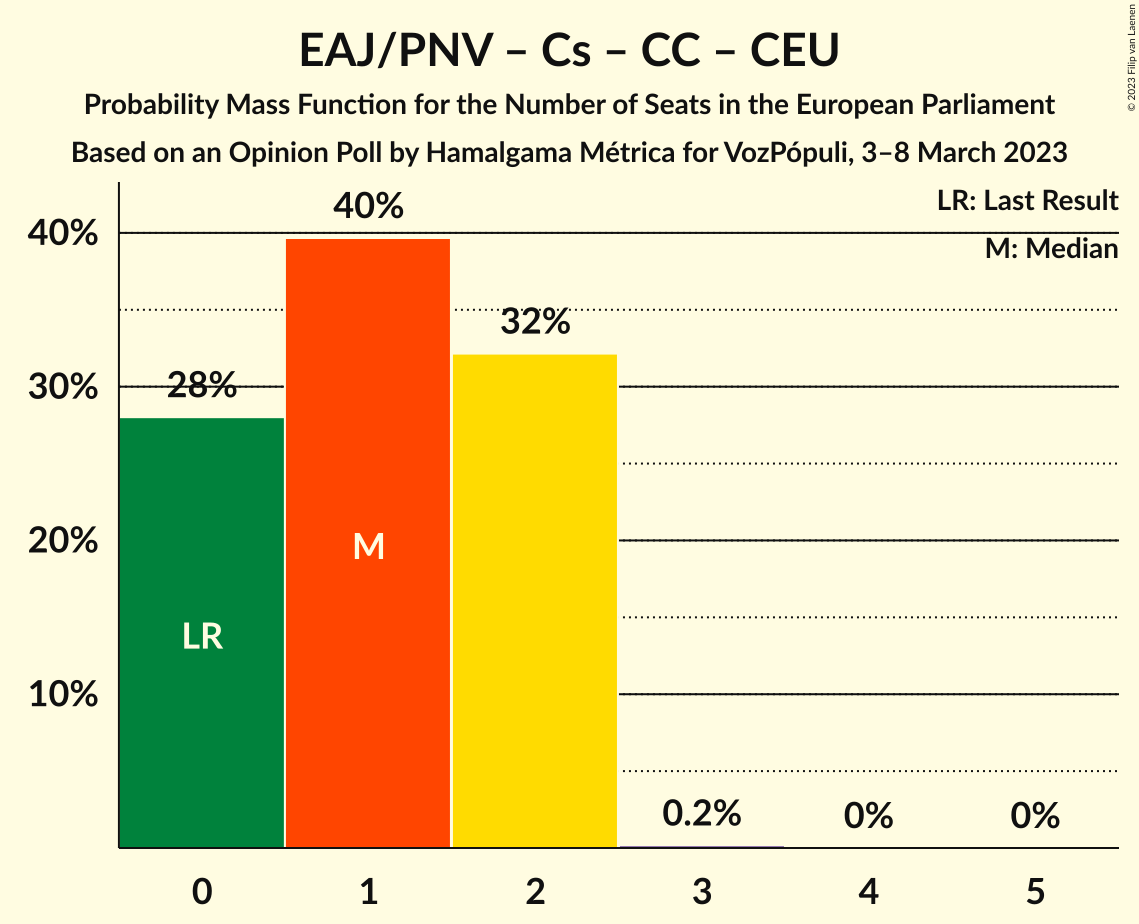 EAJ/PNV – Cs – CC – CEU
Probability Mass Function for the Number of Seats in the European Parliament
Based on an Opinion Poll by Hamalgama Métrica for VozPópuli, 3–8 March 2023
© 2023 Filip van Laenen
LR: Last Result
M: Median
40%
30%
20%
10%
28%
40%
32%
0.2%
0%
0%
LR
M
0
1
2
3
4
5